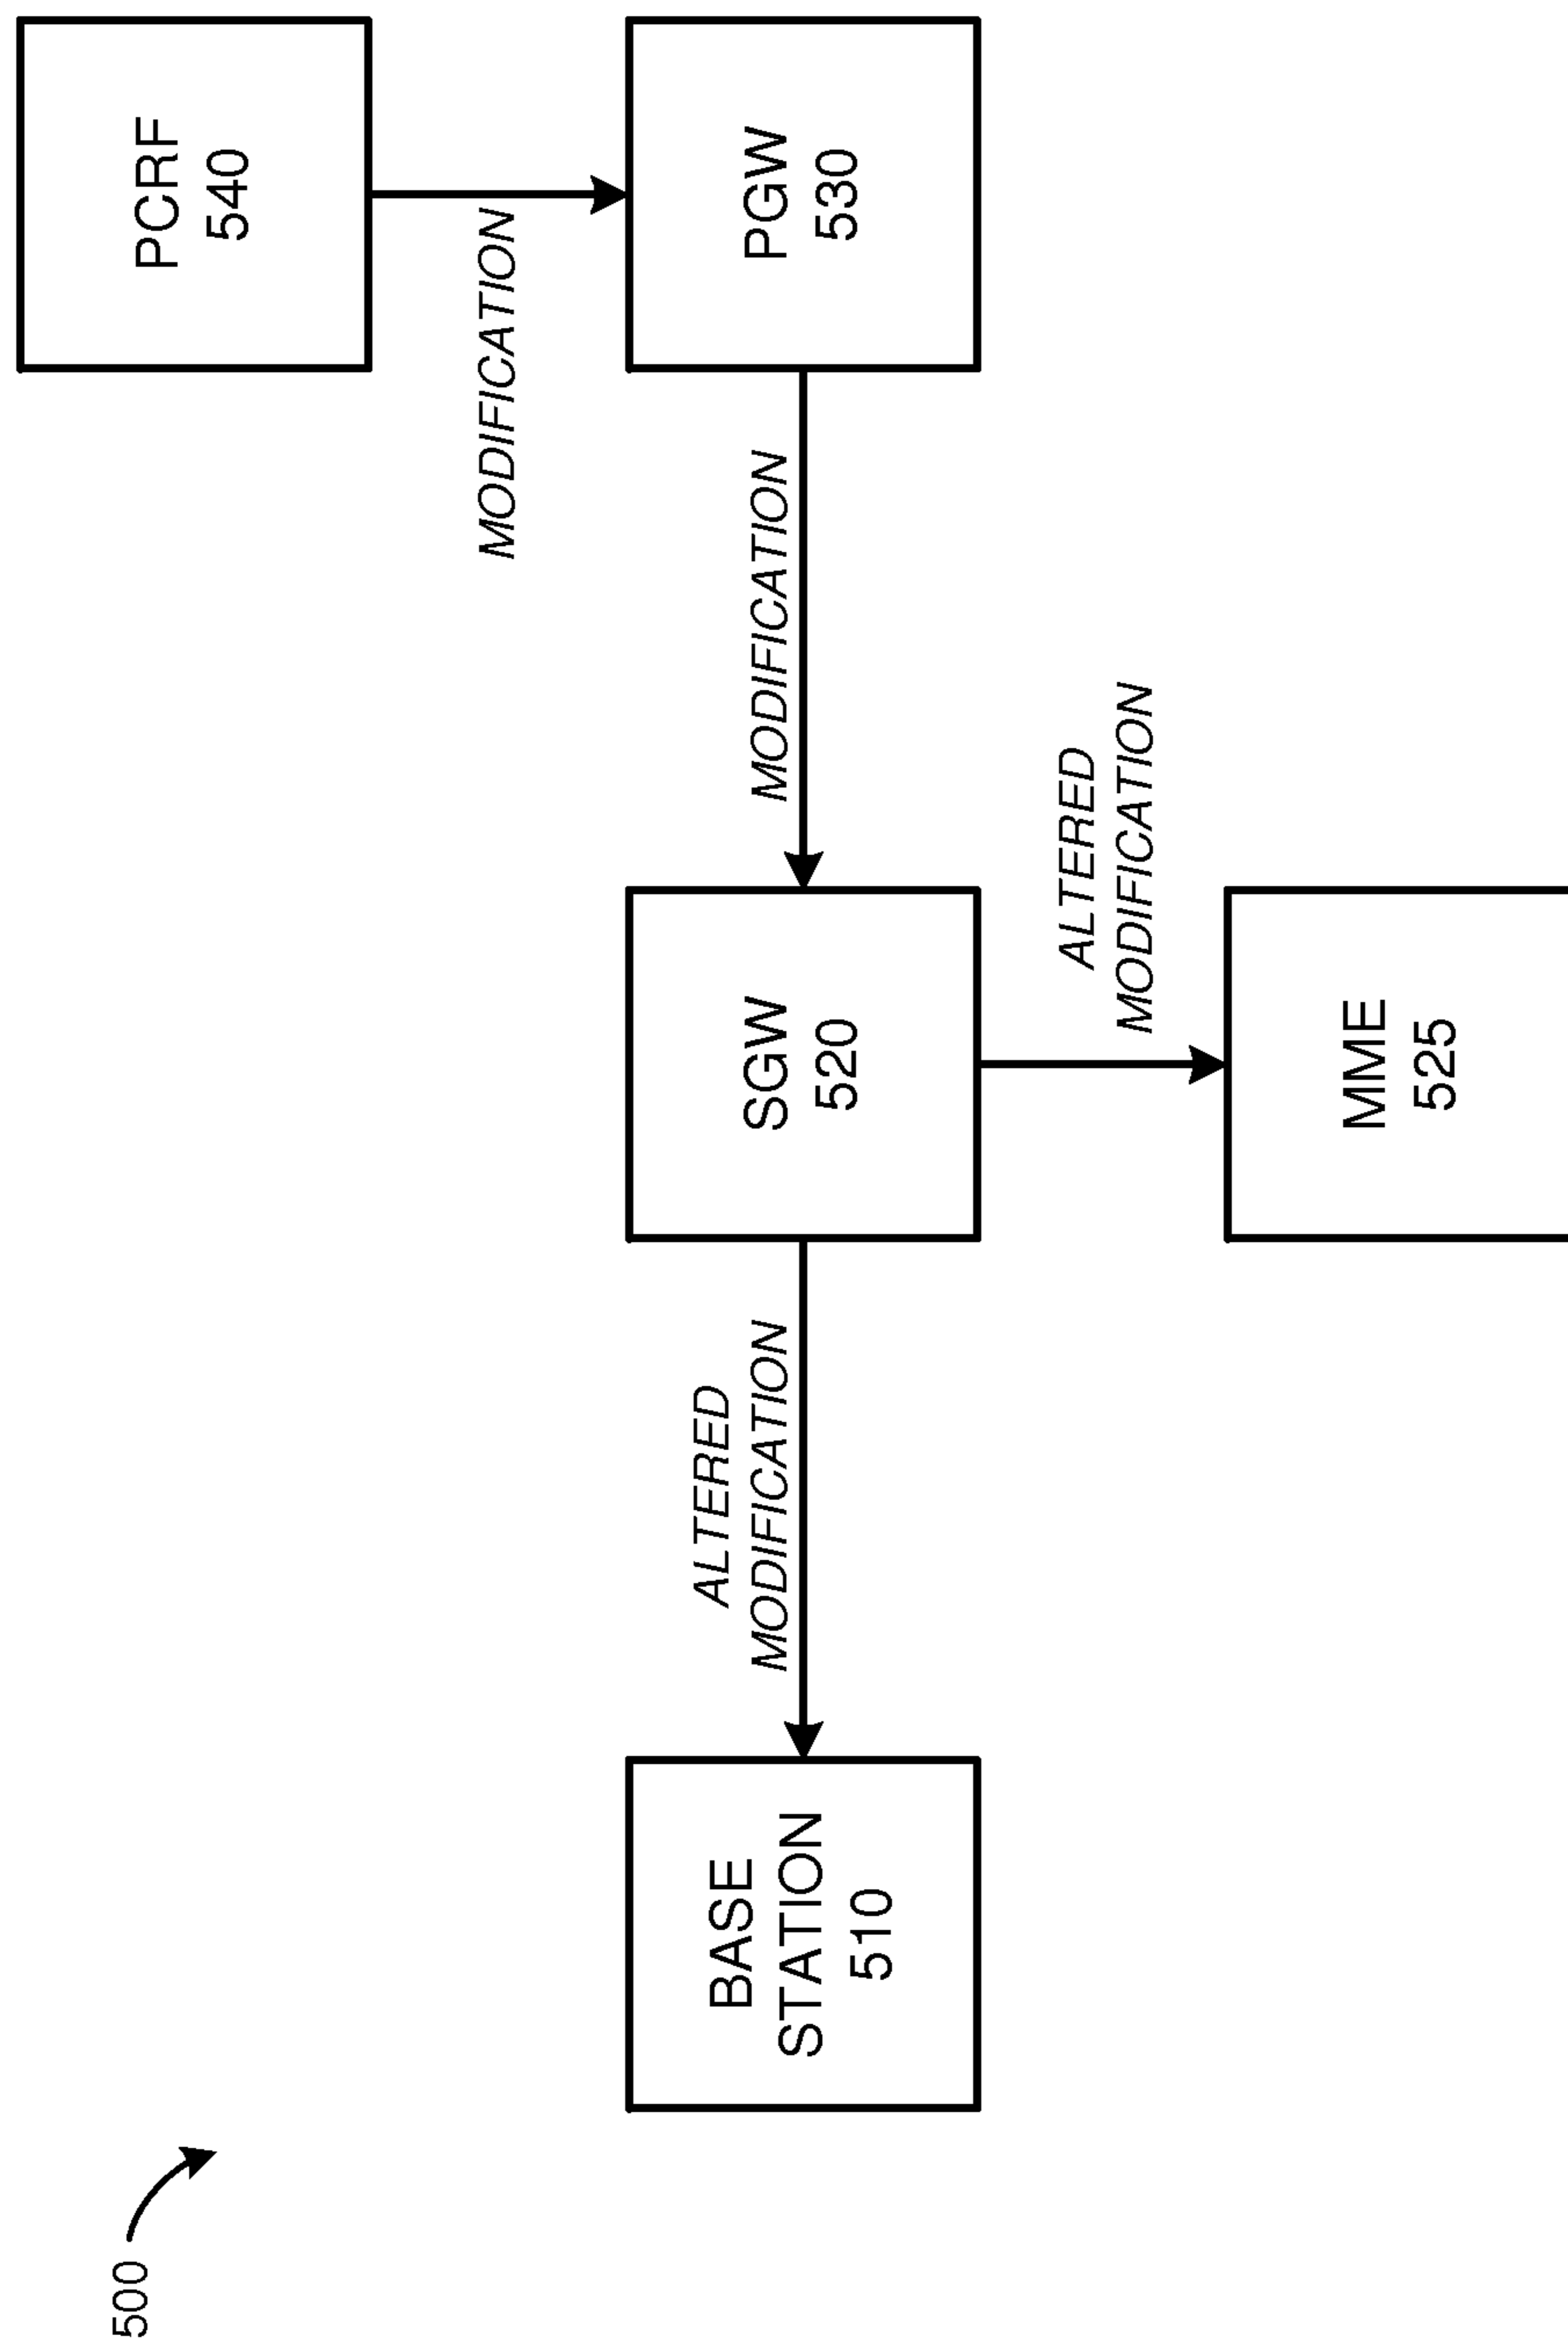 500
PCRF
540
MODIFICATION
BASE
STATION
510
ALTERED
MODIFICATION
SGW
520
MODIFICATION
PGW
530
ALTERED
MODIFICATION
MME
525